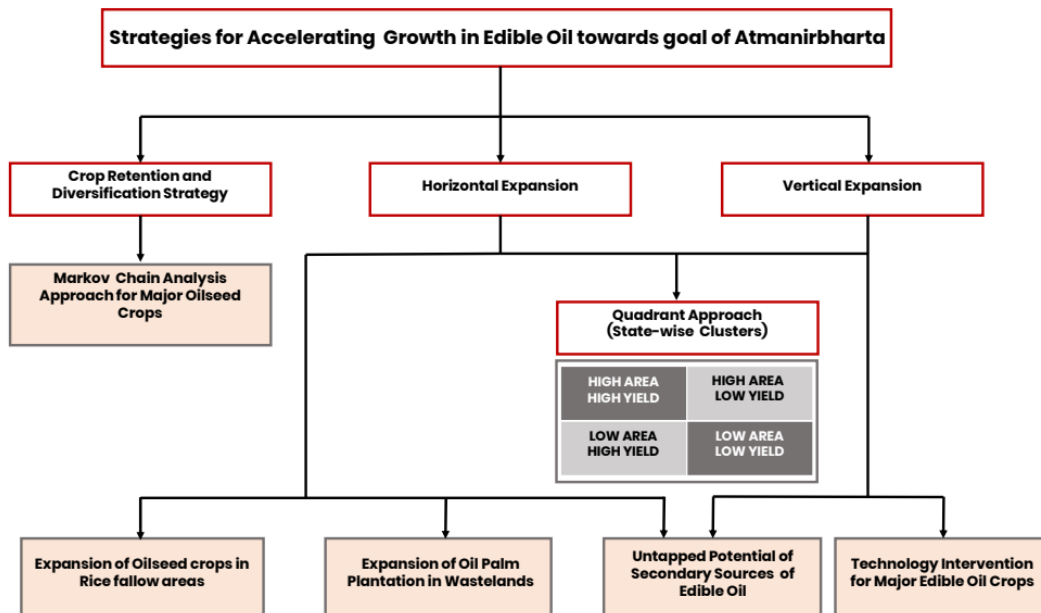 Strategies for Accelerating Growth in Edible Oil towards goal of Atmanirbharta
Crop Retention and
Diversification Strategy
Horizontal Expansion
Vertical Expansion
Markov Chain Analysis
Approach for Major Oilseed
Crops
Quadrant Approach
(State-wise Clusters)
HIGH AREA
HIGH YIELD
HIGH AREA
LOW YIELD
LOW AREA
HIGH YIELD
LOW AREA
LOW YIELD
Expansion of Oilseed crops in
Rice fallow areas
Expansion of Oil Palm
Plantation in Wastelands
Untapped Potential of
Secondary Sources of
Edible Oil
Technology Intervention
for Major Edible Oil Crops